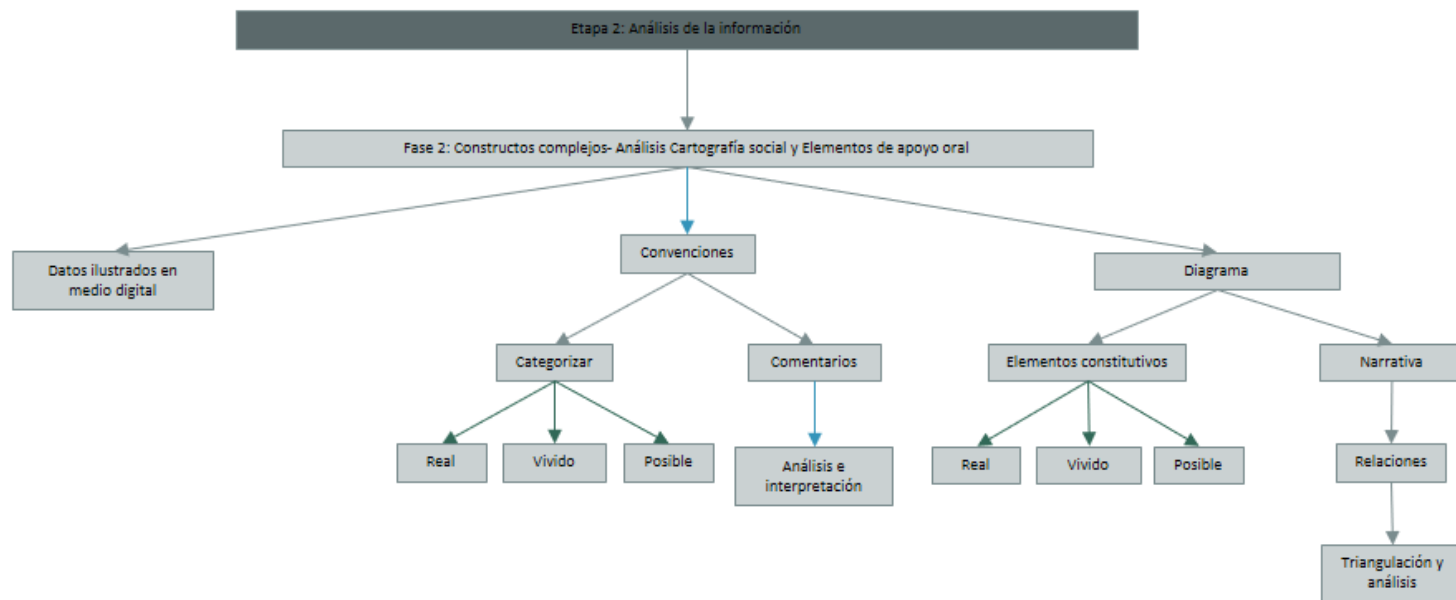 Etapa 2: Análisis de la información
Fase 2: Constructos complejos- Análisis Cartografía social y Elementos de apoyo oral
Datos ilustrados en
medio digital
Convenciones
Diagrama
Categorizar
Comentarios
Elementos constitutivos
Narrativa
Real
Vivido
Posible
Análisis e
interpretación
Real
Vivido
Posible
Relaciones
Triangulación y
análisis